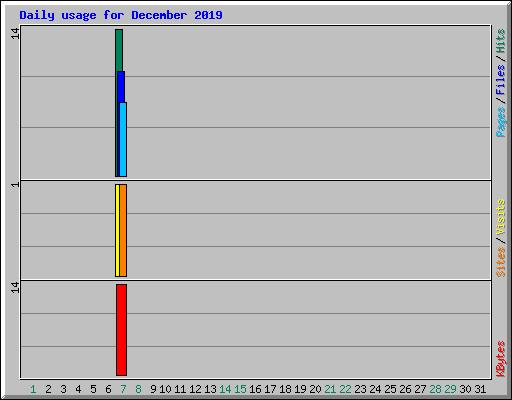 Daily usage for December 2019
14
Pages / Files / Hits
1
Sites / Visits
14
KBytes
1 2 3 4 5 6 7 8 9 10 11 12 13 14 15 16 17 18 19 20 21 22 23 24 25 26 27 28 29 30 31